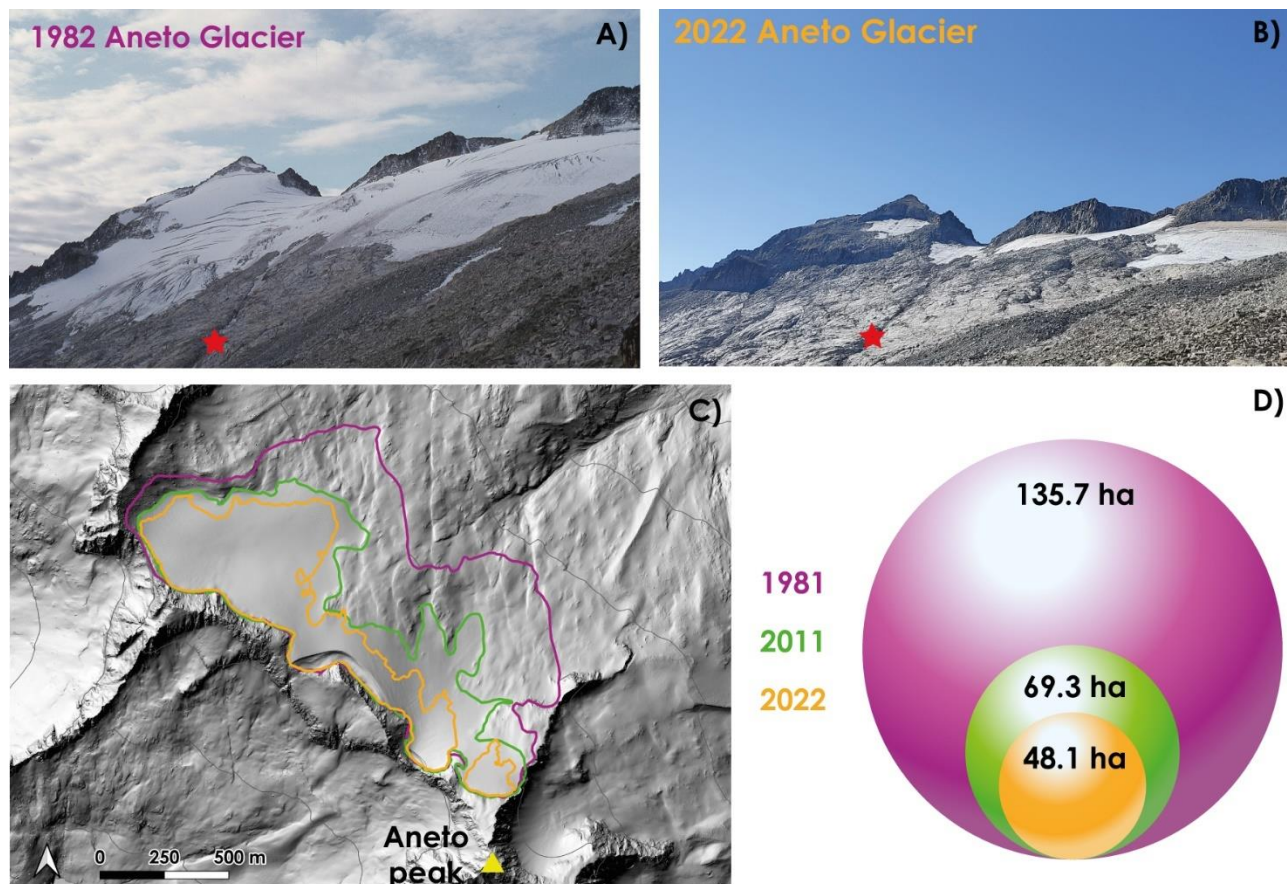 1982 Aneto Glacier
A)
2022 Aneto Glacier
B)
C)
Aneto
peak
0 250 500 m
D)
135.7 ha
1981
2011
2022
69.3 ha
48.1 ha